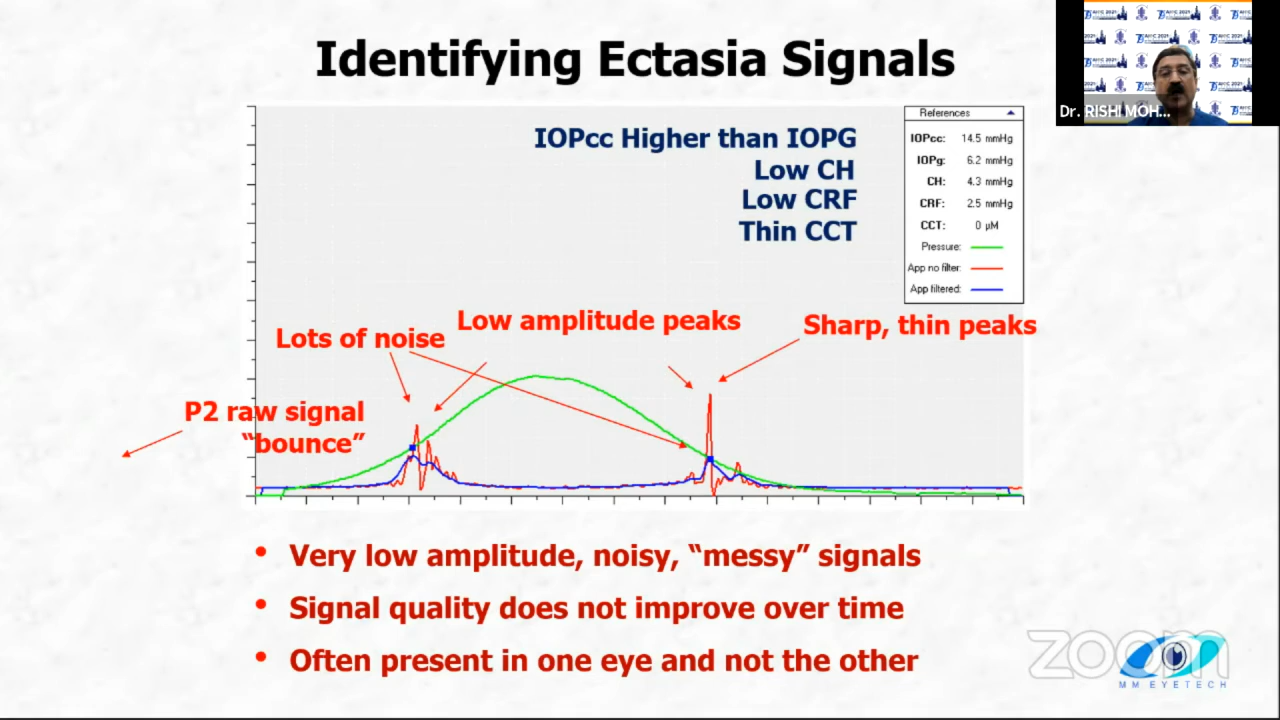 Identifying Ectasia Signals
Dr. RISHI MOH...
IOPcc Higher than IOPG
Low CH
Low CRF
Thin CCT
References
IOPcc: 14.5 mmHg
IOPg: 6.2 mmHg
CH: 4.3 mmHg
CRF: 2.5 mmHg
CCT: 0 µM
Pressure:
App no filter:
App filtered:
Lots of noise
Low amplitude peaks
Sharp, thin peaks
P2 raw signal
"bounce"
• Very low amplitude, noisy, "messy" signals
• Signal quality does not improve over time
• Often present in one eye and not the other
zoom
MM EYETECH